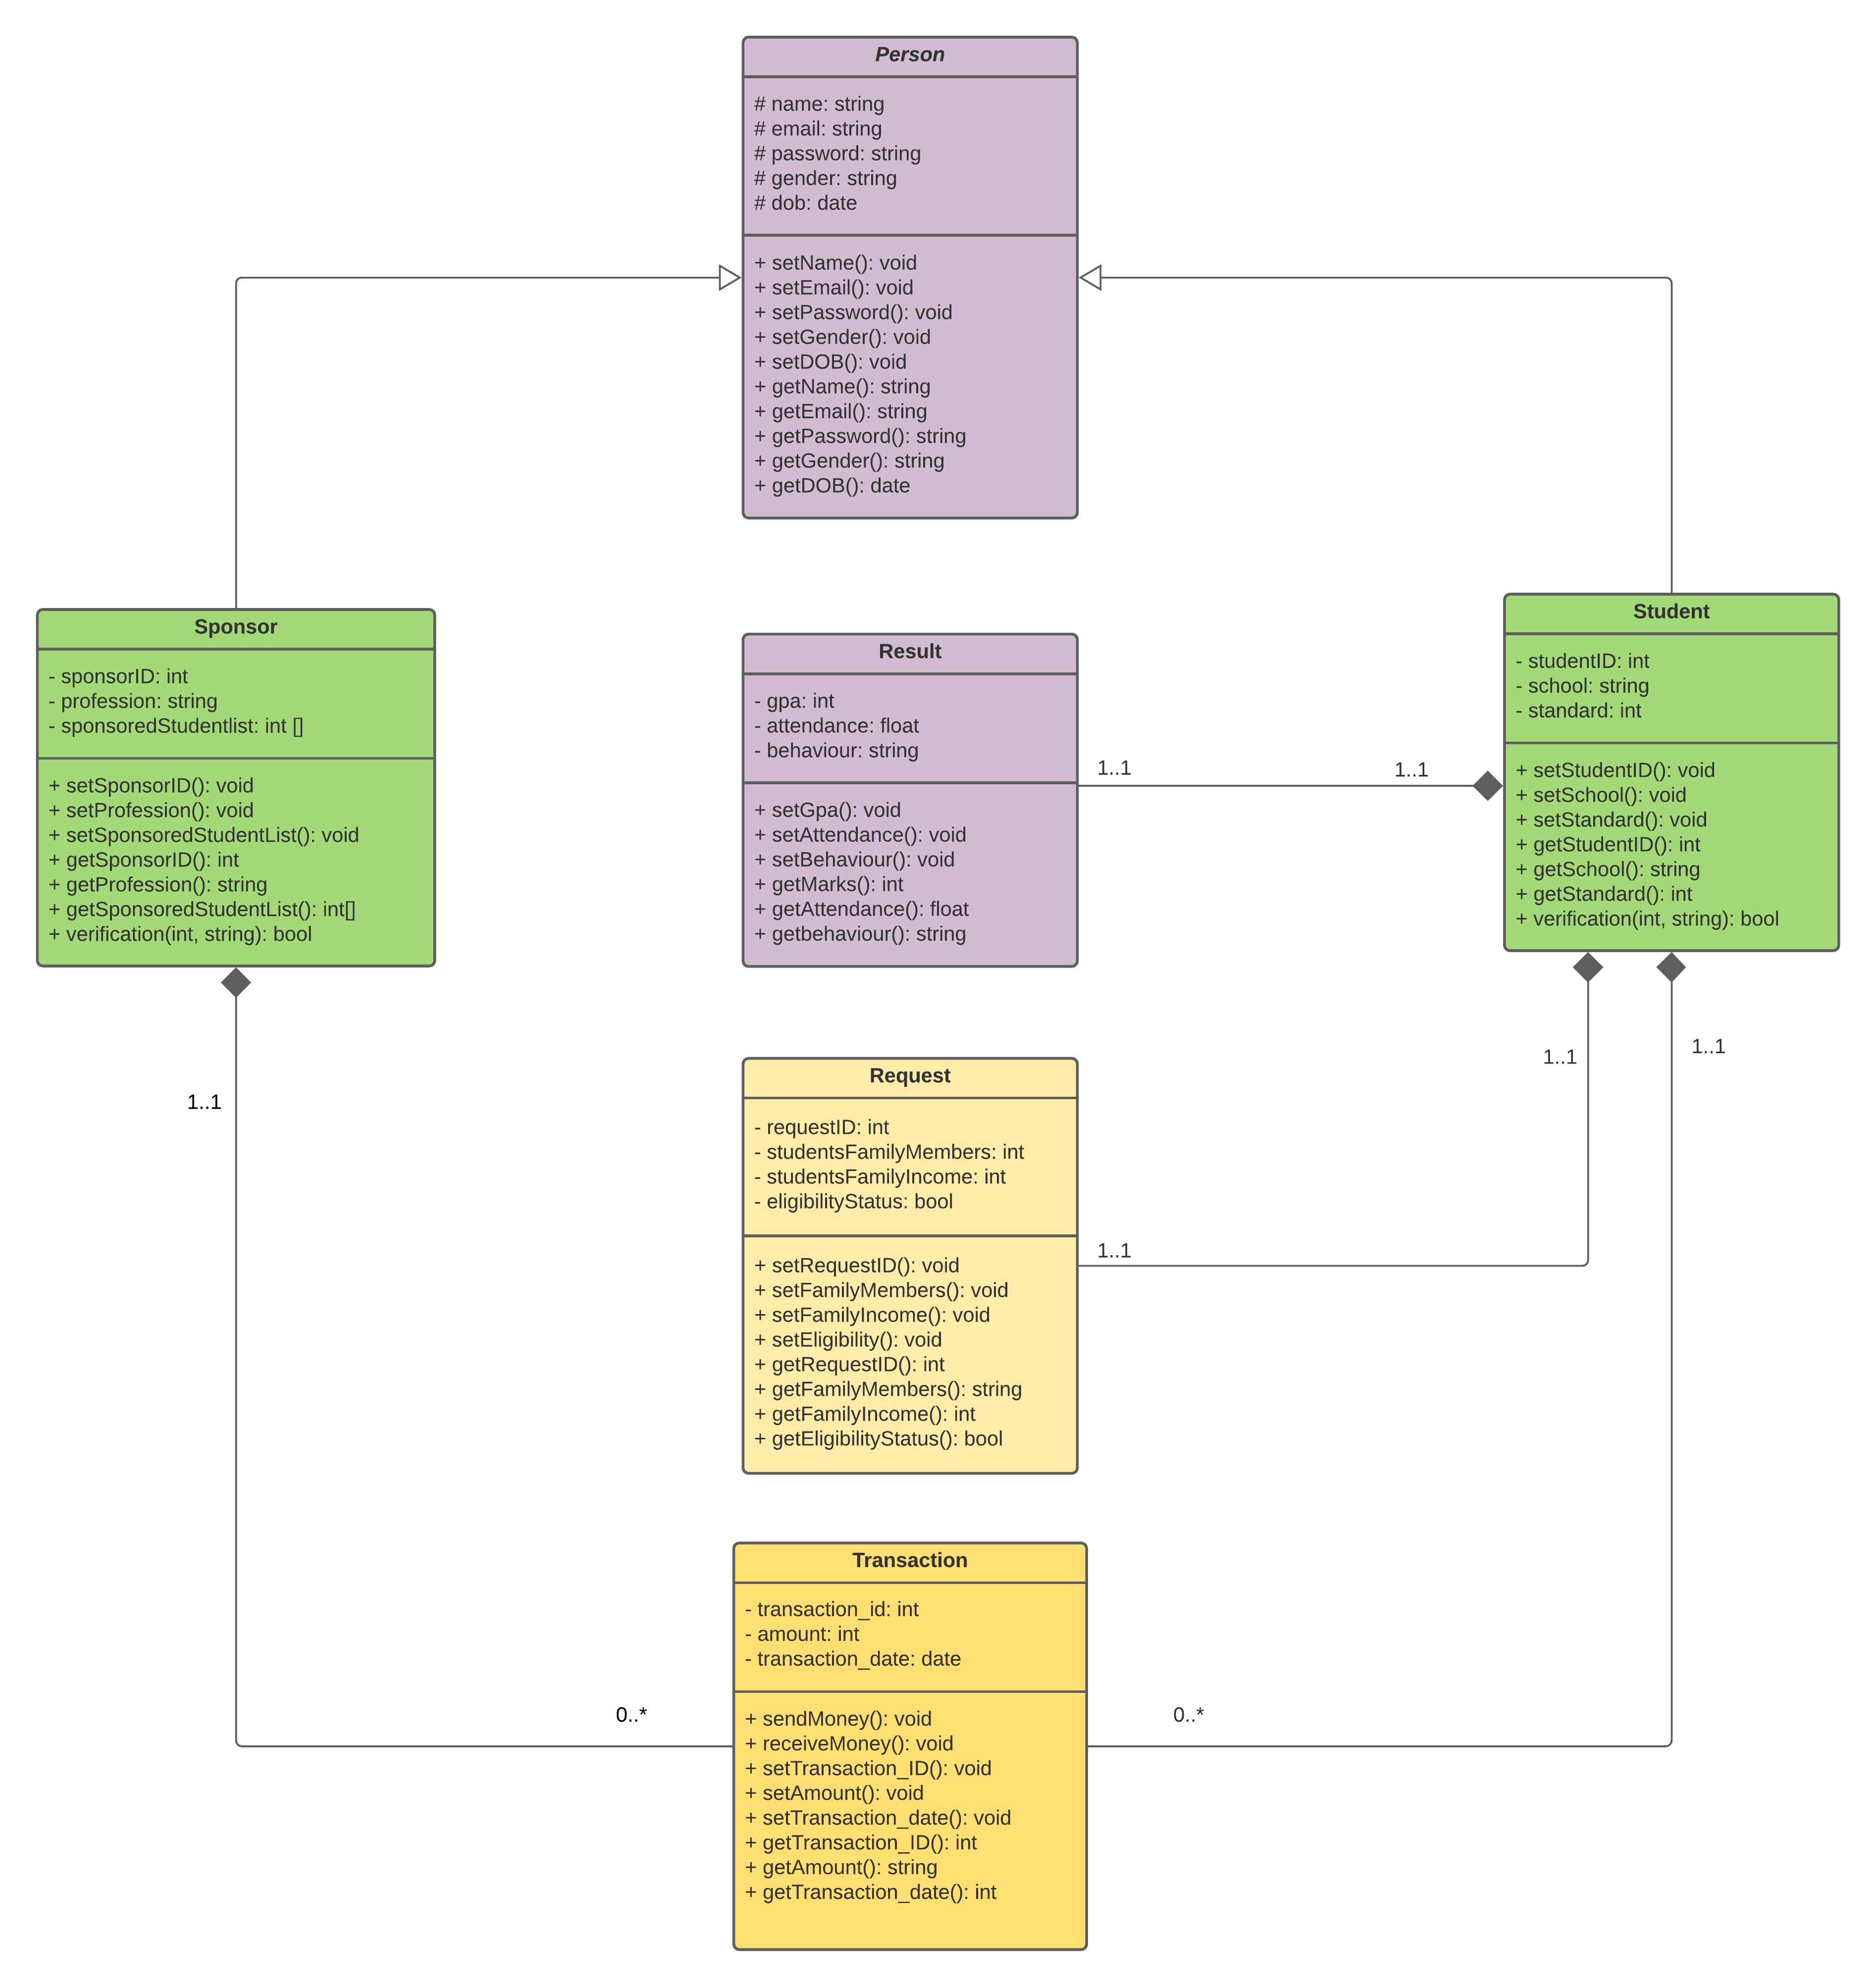 Person
# name: string
# email: string
# password: string
# gender: string
# dob: date
+ setName(): void
+ setEmail(): void
+ setPassword(): void
+ setGender(): void
+ setDOB(): void
+ getName(): string
+ getEmail(): string
+ getPassword(): string
+ getGender(): string
+ getDOB(): date
Sponsor
- sponsorID: int
- profession: string
- sponsoredStudentlist: int []
+ setSponsorID(): void
+ setProfession(): void
+ setSponsoredStudentList(): void
+ getSponsorID(): int
+ getProfession(): string
+ getSponsoredStudentList(): int[]
+ verification(int, string): bool
Result
- gpa: int
- attendance: float
- behaviour: string
+ setGpa(): void
+ setAttendance(): void
+ setBehaviour(): void
+ getMarks(): int
+ getAttendance(): float
+ getbehaviour(): string
1..1
1..1
Student
- studentID: int
- school: string
- standard: int
+ setStudentID(): void
+ setSchool(): void
+ setStandard(): void
+ getStudentID(): int
+ getSchool(): string
+ getStandard(): int
+ verification(int, string): bool
1..1
1..1
1..1
Request
- requestID: int
- studentsFamilyMembers: int
- studentsFamilyIncome: int
- eligibilityStatus: bool
+ setRequestID(): void
+ setFamilyMembers(): void
+ setFamilyIncome(): void
+ setEligibility(): void
+ getRequestID(): int
+ getFamilyMembers(): string
+ getFamilyIncome(): int
+ getEligibilityStatus(): bool
1..1
Transaction
- transaction_id: int
- amount: int
- transaction_date: date
+ sendMoney(): void
+ receiveMoney(): void
+ setTransaction_ID(): void
+ setAmount(): void
+ setTransaction_date(): void
+ getTransaction_ID(): int
+ getAmount(): string
+ getTransaction_date(): int
0..*
0..*